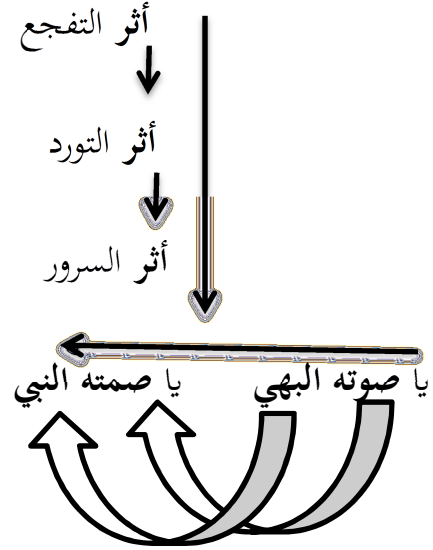 أثر التفجع
أثر التورد
أثر السرور
يا صوته البهي يا صمته النبي